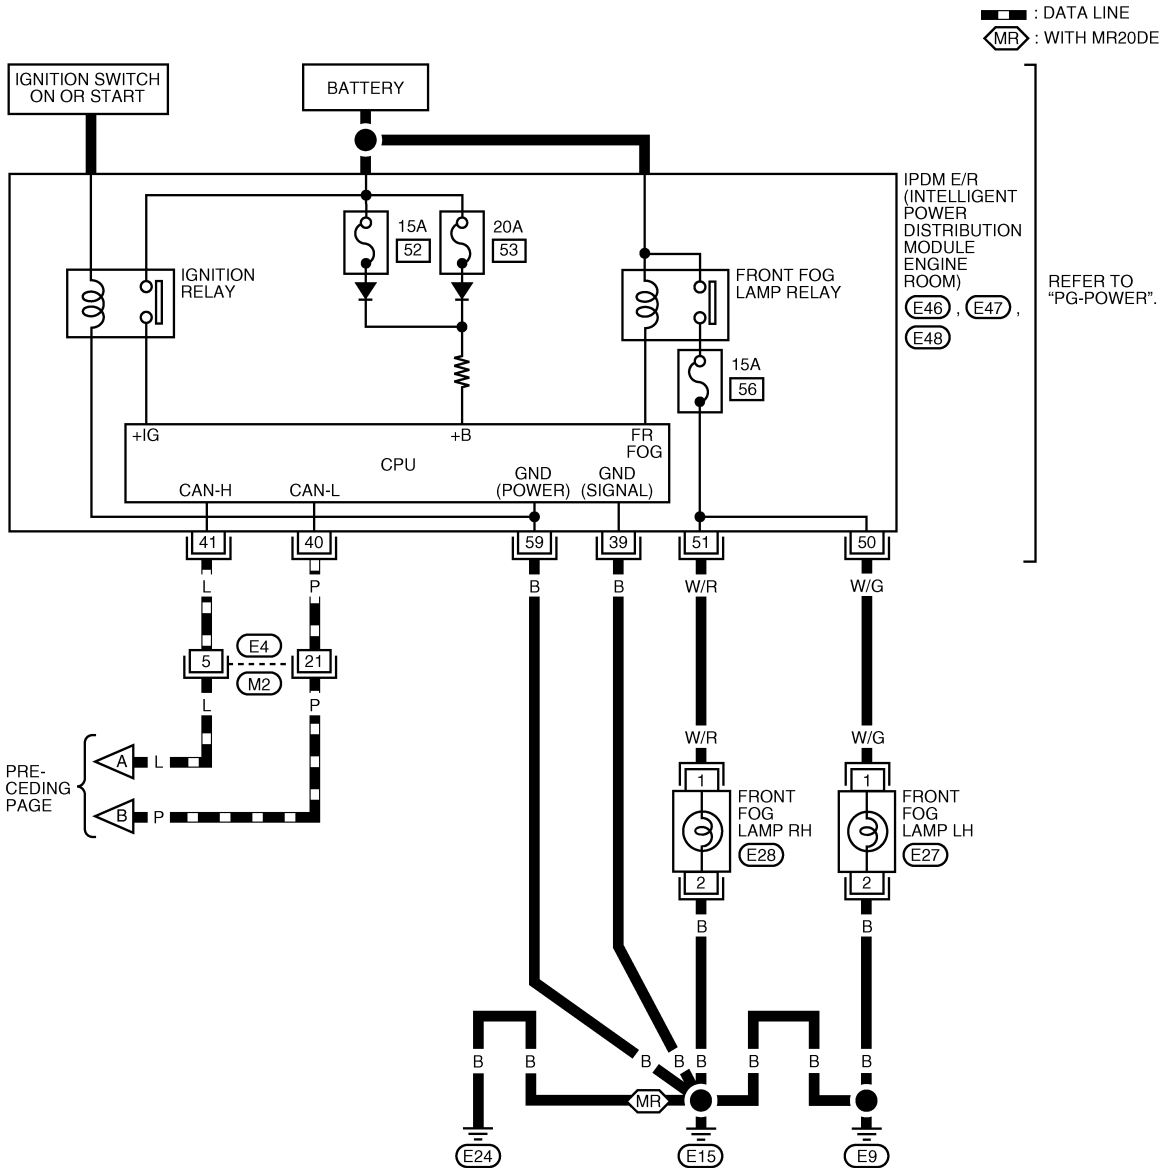 : DATA LINE
MR : WITH MR20DE
IGNITION SWITCH
ON OR START
BATTERY
IPDM E/R
(INTELLIGENT
POWER
DISTRIBUTION
MODULE
ENGINE
ROOM)
E46 , E47 ,
E48
REFER TO
“PG-POWER”.
15A
52
20A
53
IGNITION
RELAY
FRONT FOG
LAMP RELAY
15A
56
+IG
+B
FR
FOG
CPU
CAN-H
CAN-L
GND
(POWER)
GND
(SIGNAL)
41 40 59 39 51 50
L P B B W/R W/G
5 E4 21
M2
L P
W/R W/G
PRE-
CEDING
PAGE
A L
B P
1 1
FRONT
FOG
LAMP RH
E28
FRONT
FOG
LAMP LH
E27
2 2
B B
B B B B B B B B
MR
E24 E15 E9